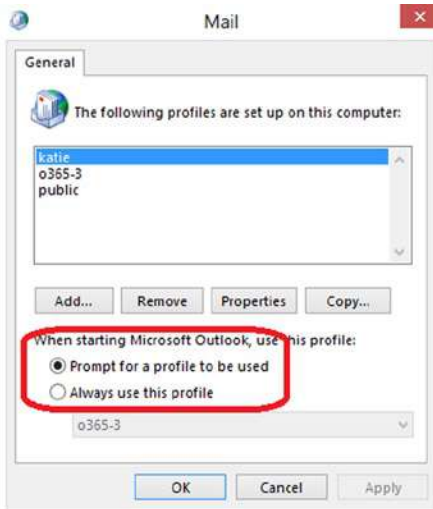 Mail
General
The following profiles are set up on this computer:
katie
o365-3
public
Add... Remove Properties Copy...
When starting Microsoft Outlook, use this profile:
Prompt for a profile to be used
Always use this profile
o365-3
OK Cancel Apply